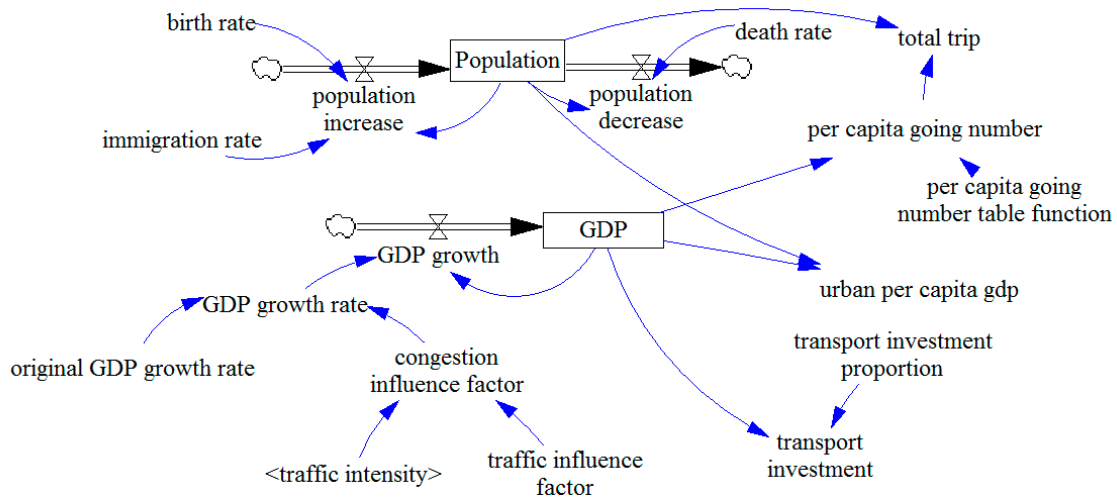 birth rate
Population
death rate
total trip
population
increase
population
decrease
immigration rate
per capita going number
per capita going
number table function
GDP
GDP growth
urban per capita gdp
GDP growth rate
original GDP growth rate
congestion
influence factor
transport investment
proportion
<traffic intensity>
traffic influence
factor
transport
investment